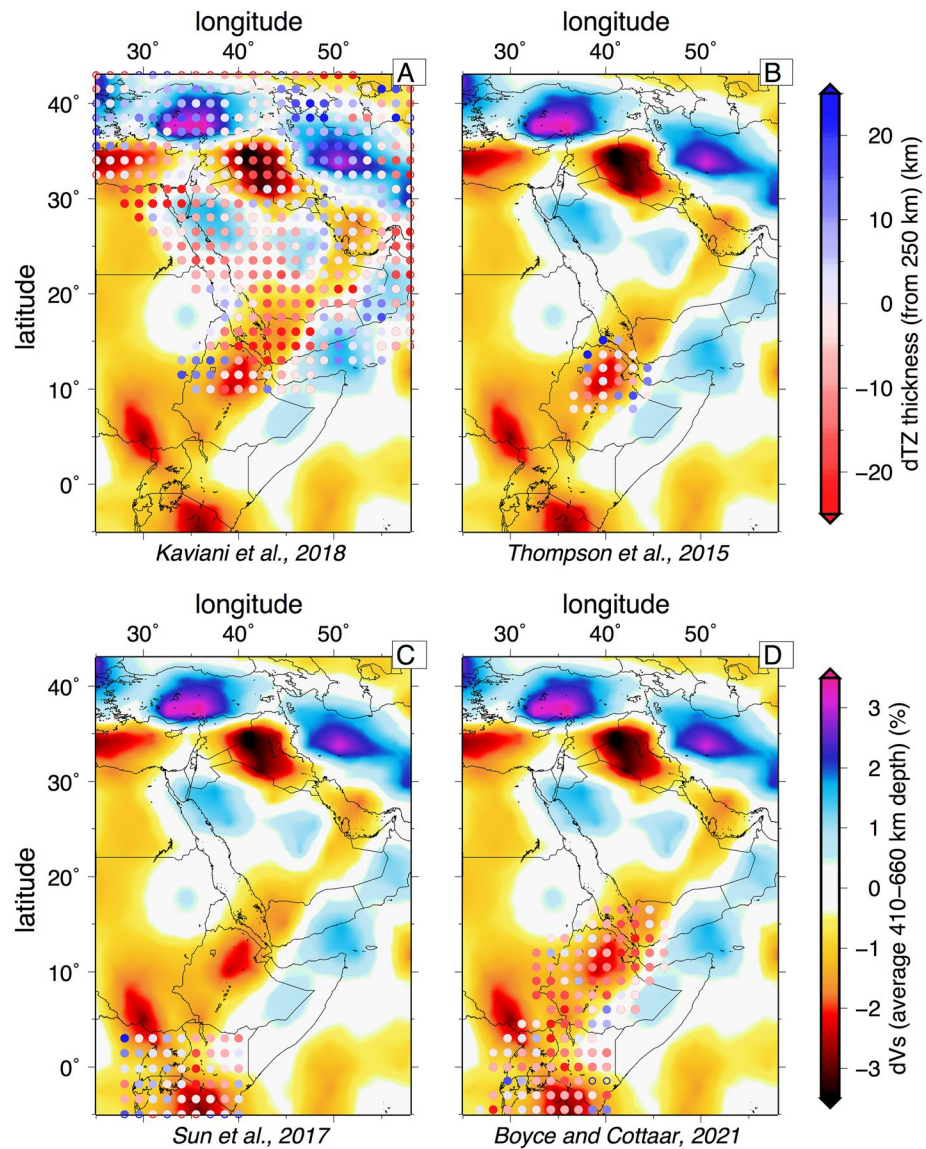 longitude
longitude
30° 40° 50°
30° 40° 50°
A
B
40°
30°
20°
10°
0°
latitude
20
10
0
−10
−20
dTZ thickness (from 250 km) (km)
Kaviani et al., 2018
Thompson et al., 2015
longitude
longitude
30° 40° 50°
30° 40° 50°
C
D
40°
30°
20°
10°
0°
latitude
3
2
1
0
−1
−2
−3
dVs (average 410−660 km depth) (%)
Sun et al., 2017
Boyce and Cottaar, 2021